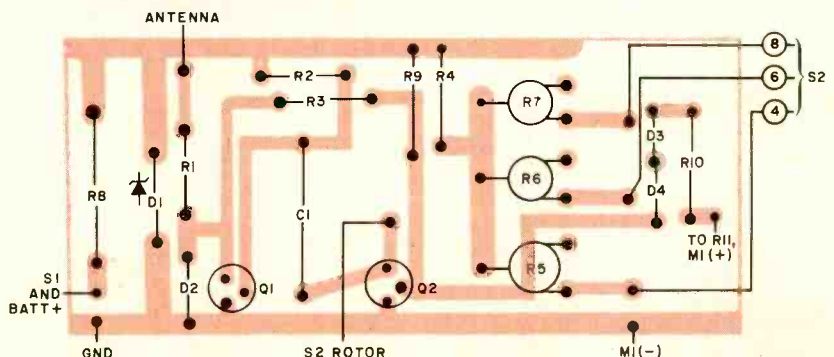 ANTENNA
8
R2
R9
R4
6
S2
R3
R7
4
D3
R1
R10
R8
D1
C1
R6
D4
TO R11,
M1(+)
S1
AND
BATT+
D2
Q1
Q2
R5
GND
S2 ROTOR
M1(-)